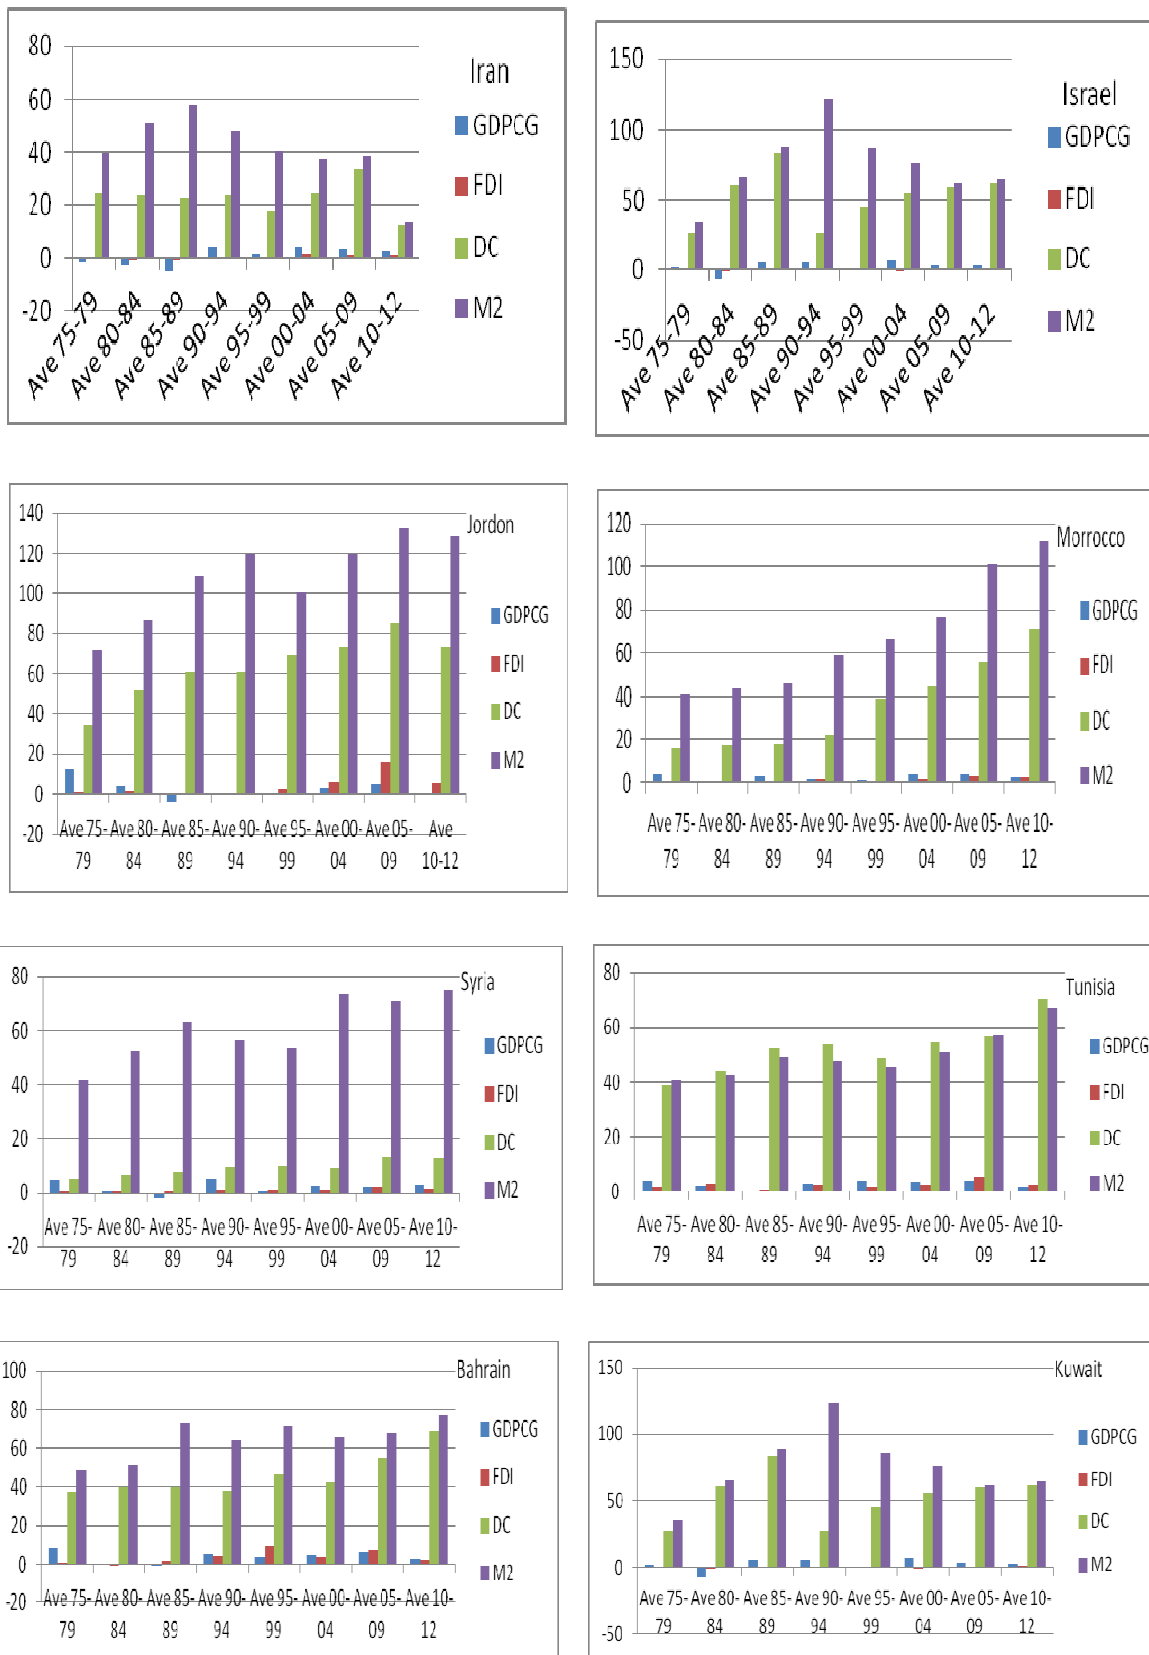 80
60
40
20
0
-20
Iran
GDPCG
FDI
DC
M2
Ave 75-79
Ave 80-84
Ave 85-89
Ave 90-94
Ave 95-99
Ave 00-04
Ave 05-09
Ave 10-12
150
100
50
0
-50
Israel
GDPCG
FDI
DC
M2
Ave 75-79
Ave 80-84
Ave 85-89
Ave 90-94
Ave 95-99
Ave 00-04
Ave 05-09
Ave 10-12
140
120
100
80
60
40
20
0
-20
Jordon
GDPCG
FDI
DC
M2
Ave 75- Ave 80- Ave 85- Ave 90- Ave 95- Ave 00- Ave 05- Ave
79 84 89 94 99 04 09 10-12
120
100
80
60
40
20
0
Morrocco
GDPCG
FDI
DC
M2
Ave 75- Ave 80- Ave 85- Ave 90- Ave 95- Ave 00- Ave 05- Ave 10-
79 84 89 94 99 04 09 12
80
60
40
20
0
-20
Syria
GDPCG
FDI
DC
M2
Ave 75- Ave 80- Ave 85- Ave 90- Ave 95- Ave 00- Ave 05- Ave 10-
79 84 89 94 99 04 09 12
80
60
40
20
0
Tunisia
GDPCG
FDI
DC
M2
Ave 75- Ave 80- Ave 85- Ave 90- Ave 95- Ave 00- Ave 05- Ave 10-
79 84 89 94 99 04 09 12
100
80
60
40
20
0
-20
Bahrain
GDPCG
FDI
DC
M2
Ave 75- Ave 80- Ave 85- Ave 90- Ave 95- Ave 00- Ave 05- Ave 10-
79 84 89 94 99 04 09 12
150
100
50
0
-50
Kuwait
GDPCG
FDI
DC
M2
Ave 75- Ave 80- Ave 85- Ave 90- Ave 95- Ave 00- Ave 05- Ave 10-
79 84 89 94 99 04 09 12